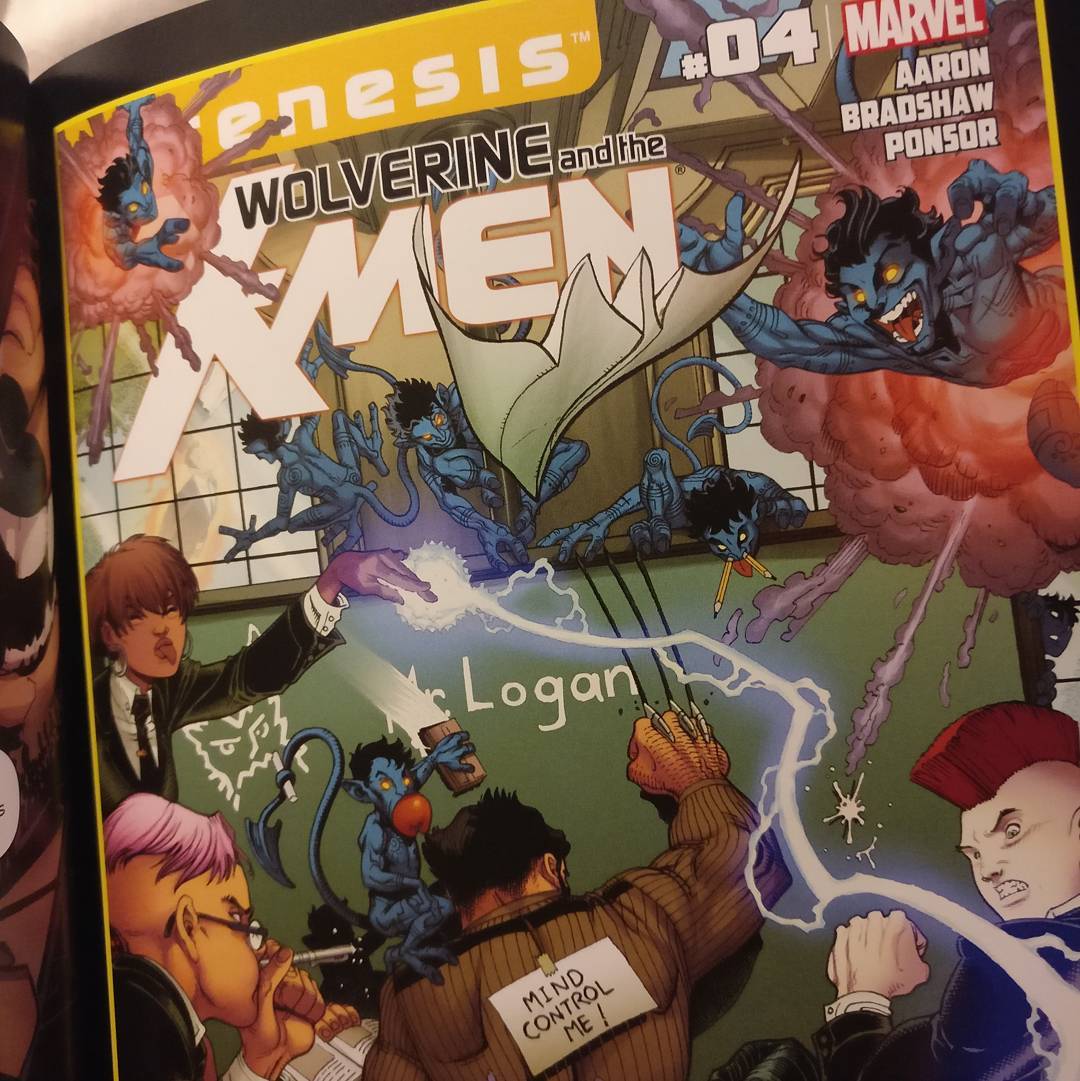 enesis™
#04
MARVEL
AARON
BRADSHAW
PONSOR
WOLVERINE and the
X-MEN®
Mr. Logan
MIND
CONTROL
ME!
S